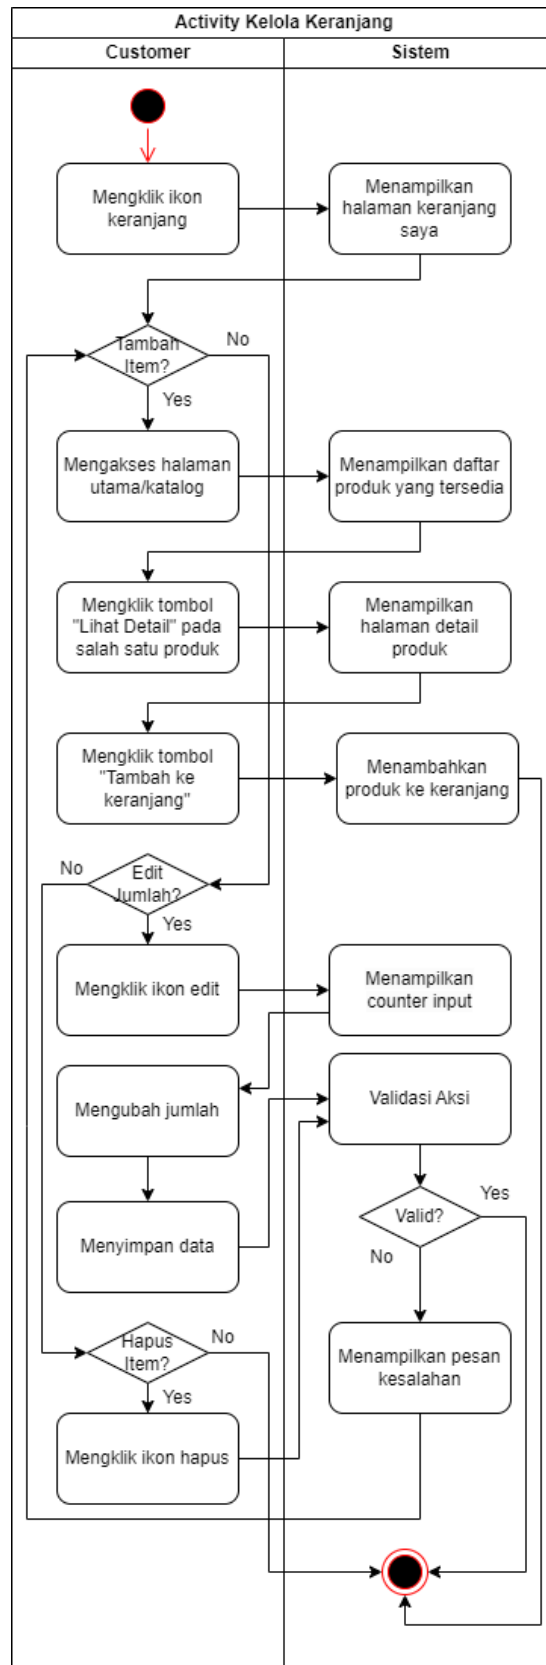 Activity Kelola Keranjang
Customer
Sistem
Mengklik ikon
keranjang
Menampilkan
halaman keranjang
saya
Tambah
Item?
No
Yes
Mengakses halaman
utama/katalog
Menampilkan daftar
produk yang tersedia
Mengklik tombol
"Lihat Detail" pada
salah satu produk
Menampilkan
halaman detail
produk
Mengklik tombol
"Tambah ke
keranjang"
Menambahkan
produk ke keranjang
No
Edit
Jumlah?
Yes
Mengklik ikon edit
Menampilkan
counter input
Mengubah jumlah
Validasi Aksi
Menyimpan data
Valid?
Yes
No
Hapus
Item?
No
Yes
Menampilkan pesan
kesalahan
Mengklik ikon hapus